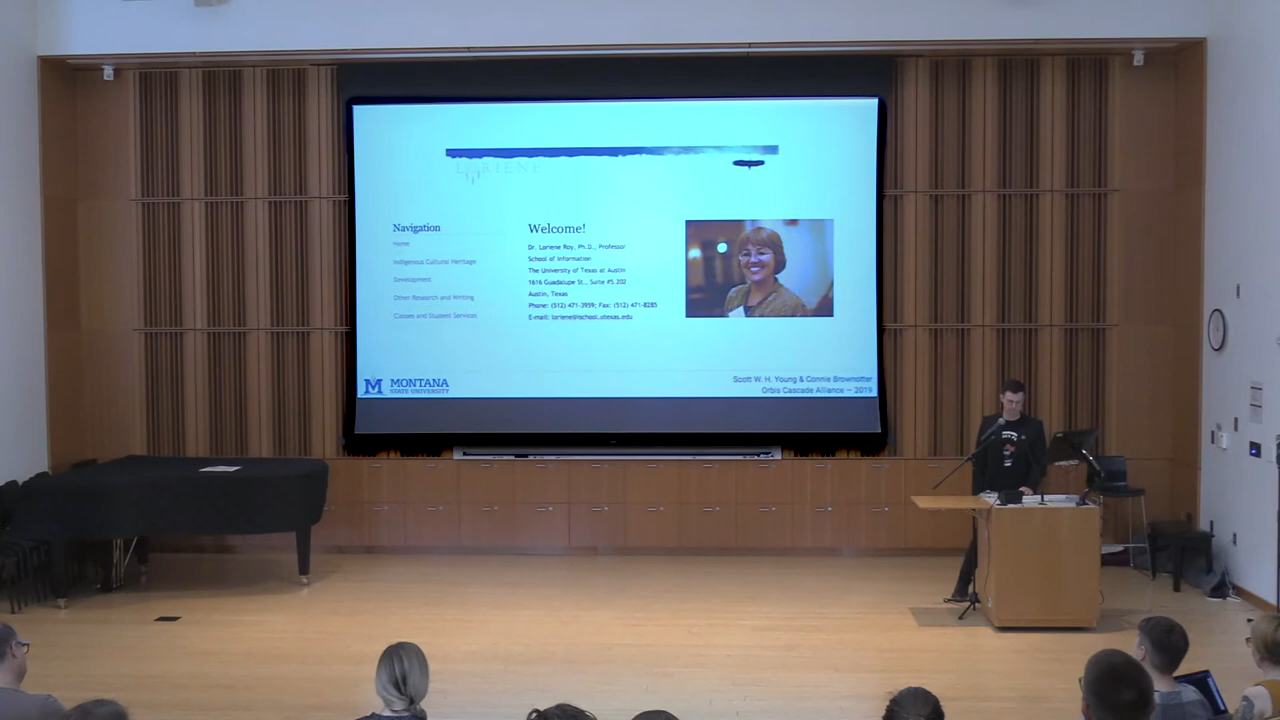 LORIENE
Navigation
Home
Indigenous Cultural Heritage
Development
Other Research and Writing
Classes and Student Services
Welcome!
Dr. Loriene Roy, Ph.D., Professor
School of Information
The University of Texas at Austin
1616 Guadalupe St., Suite #5.202
Austin, Texas
Phone: (512) 471-3959; Fax: (512) 471-8285
E-mail: loriene@ischool.utexas.edu
M MONTANA
STATE UNIVERSITY
Scott W. H. Young & Connie Brownotter
Orbis Cascade Alliance – 2019